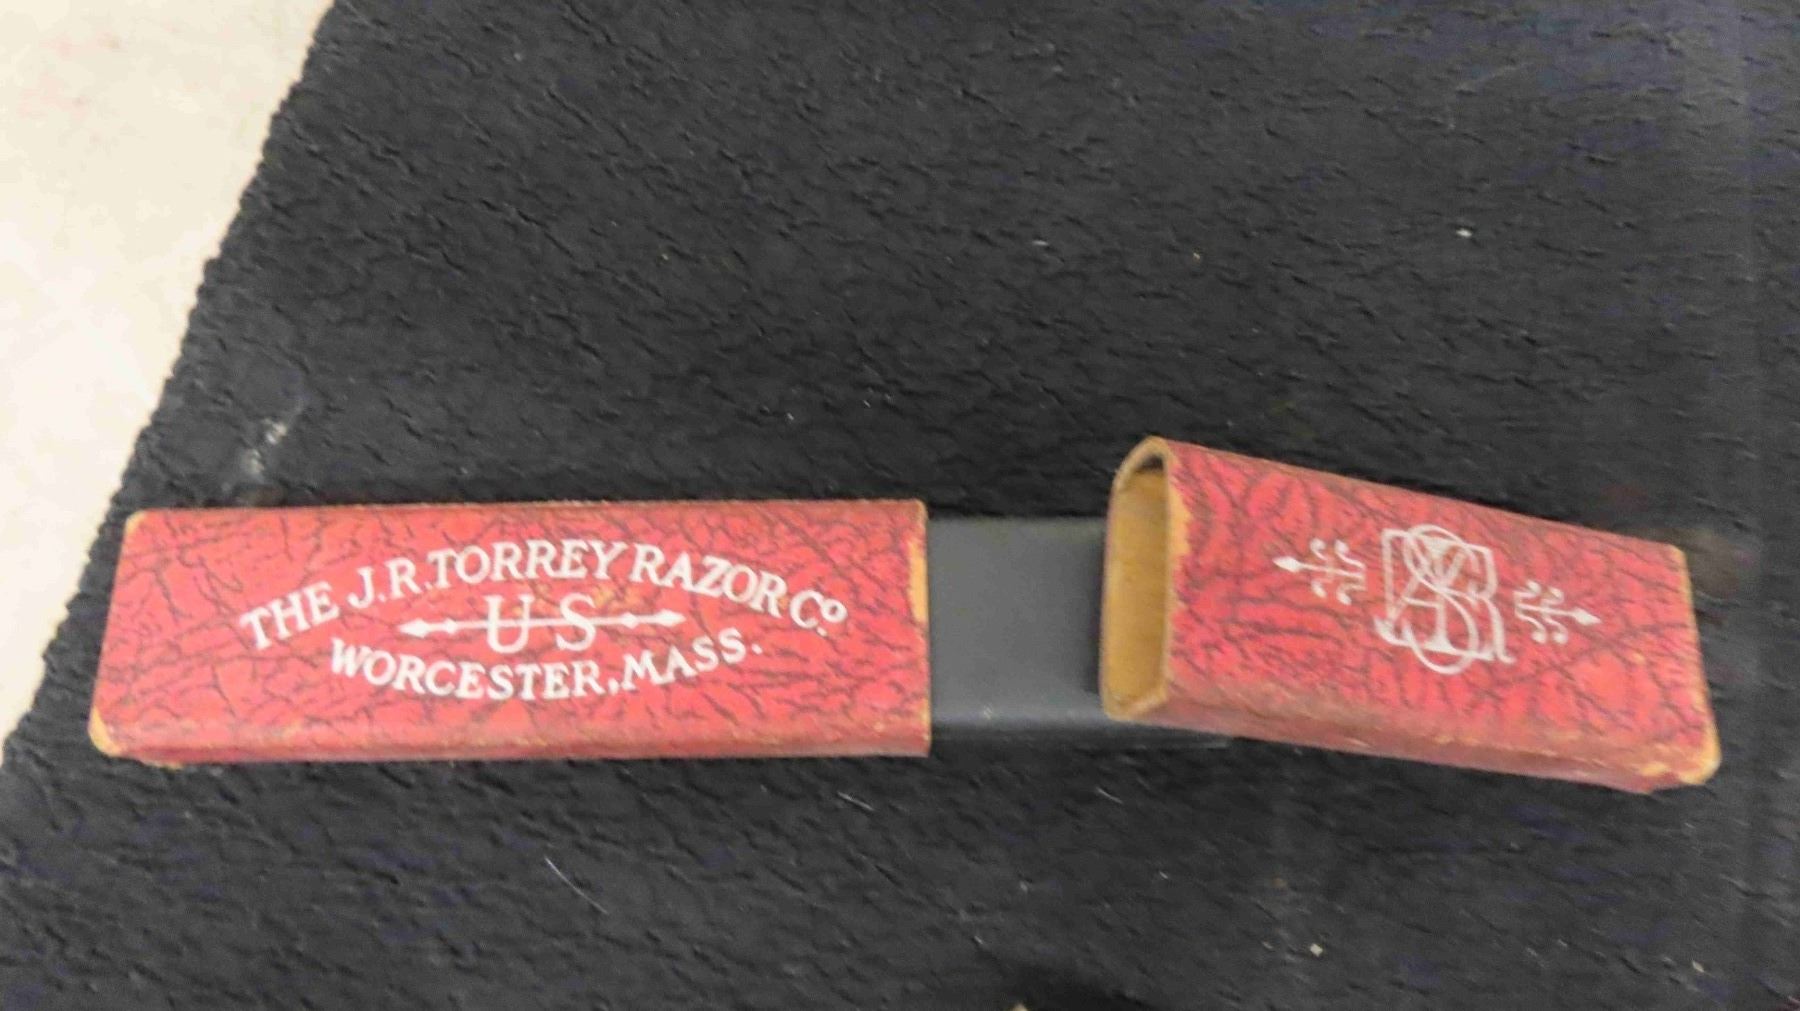 THE J.R. TORREY RAZOR Co.
US
WORCESTER, MASS.